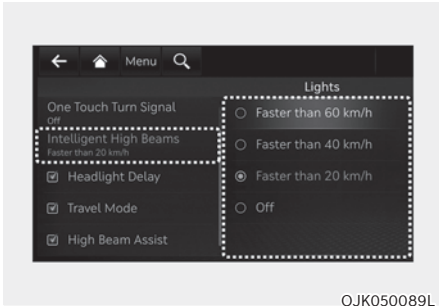 Menu
Lights
One Touch Turn Signal
Off
Intelligent High Beams
Faster than 20 km/h
Headlight Delay
Travel Mode
High Beam Assist
Faster than 60 km/h
Faster than 40 km/h
Faster than 20 km/h
Off
OJK050089L